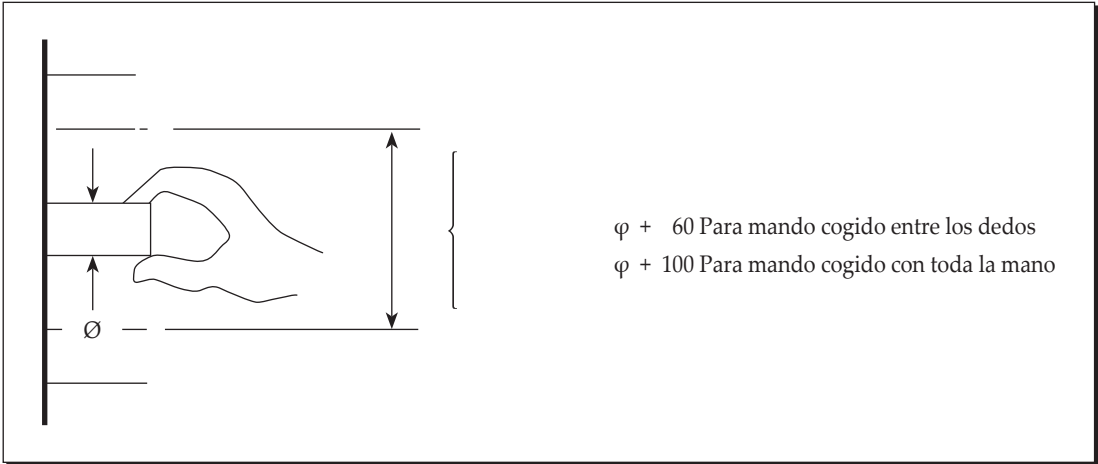 φ + 60 Para mando cogido entre los dedos
φ + 100 Para mando cogido con toda la mano
Ø